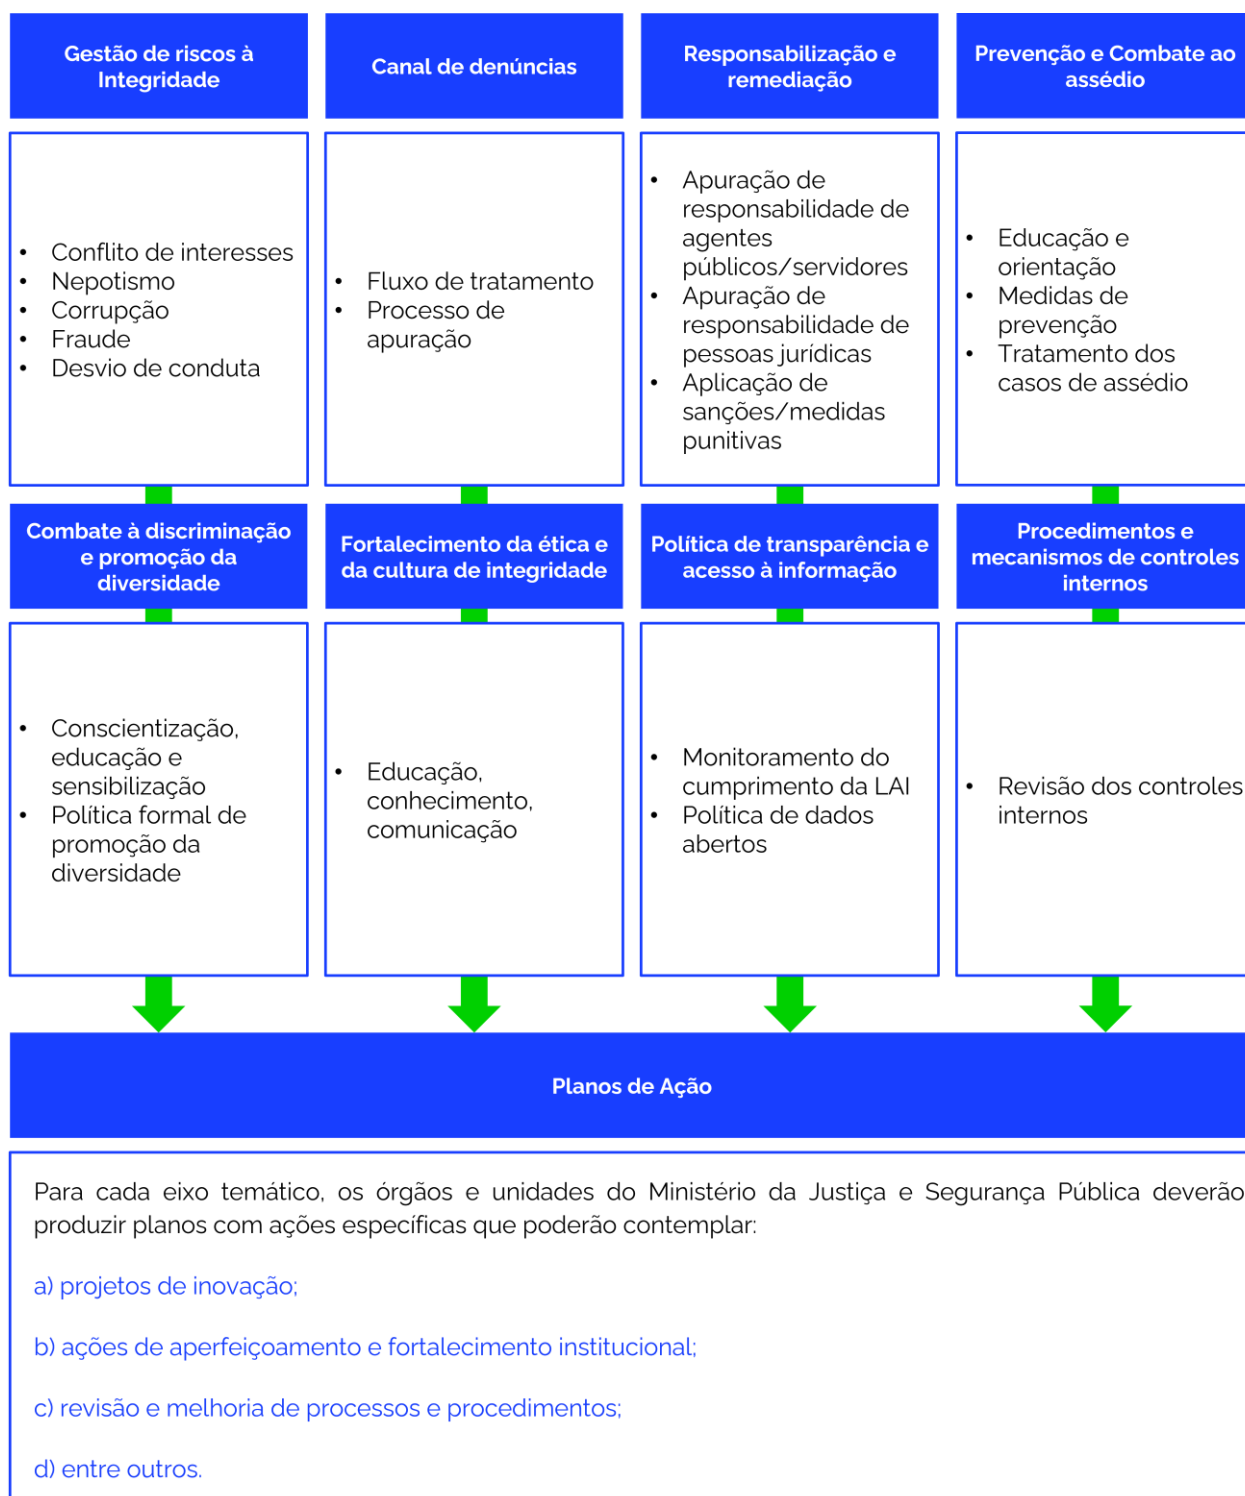 Gestão de riscos à
Integridade
Canal de denúncias
Responsabilização e
remediação
Prevenção e Combate ao
assédio
• Conflito de interesses
• Nepotismo
• Corrupção
• Fraude
• Desvio de conduta
• Fluxo de tratamento
• Processo de
apuração
• Apuração de
responsabilidade de
agentes
públicos/servidores
• Apuração de
responsabilidade de
pessoas jurídicas
• Aplicação de
sanções/medidas
punitivas
• Educação e
orientação
• Medidas de
prevenção
• Tratamento dos
casos de assédio
Combate à discriminação
e promoção da
diversidade
Fortalecimento da ética e
da cultura de integridade
Política de transparência e
acesso à informação
Procedimentos e
mecanismos de controles
internos
• Conscientização,
educação e
sensibilização
• Política formal de
promoção da
diversidade
• Educação,
conhecimento,
comunicação
• Monitoramento do
cumprimento da LAI
• Política de dados
abertos
• Revisão dos controles
internos
Planos de Ação
Para cada eixo temático, os órgãos e unidades do Ministério da Justiça e Segurança Pública deverão
produzir planos com ações específicas que poderão contemplar:
a) projetos de inovação;
b) ações de aperfeiçoamento e fortalecimento institucional;
c) revisão e melhoria de processos e procedimentos;
d) entre outros.